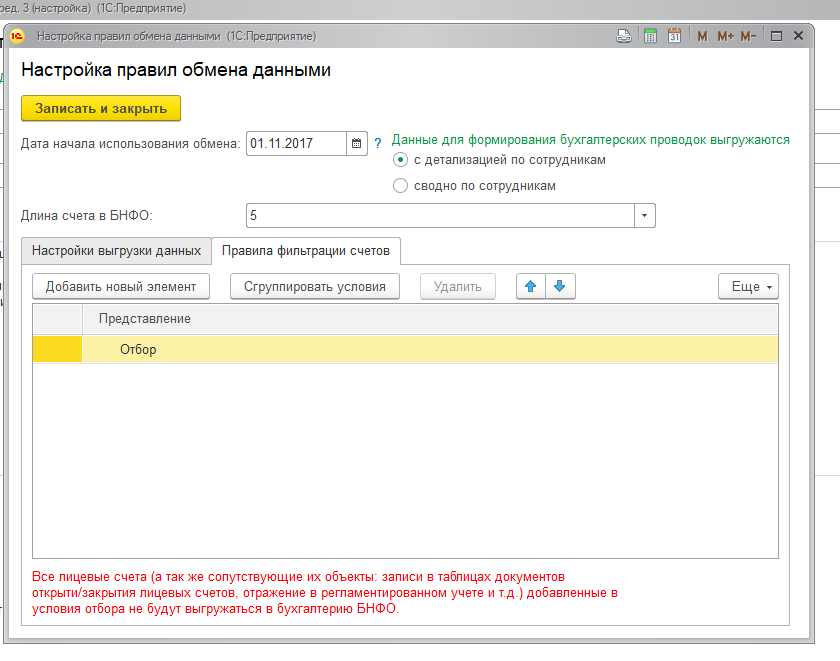 ред. 3 (настройка) (1С:Предприятие)
1С Настройка правил обмена данными (1С:Предприятие) 31 M M+ M-
Настройка правил обмена данными
Записать и закрыть
Дата начала использования обмена: 01.11.2017 ? Данные для формирования бухгалтерских проводок выгружаются
с детализацией по сотрудникам
сводно по сотрудникам
Длина счета в БНФО: 5
Настройки выгрузки данных Правила фильтрации счетов
Добавить новый элемент Сгруппировать условия Удалить Еще
Представление
Отбор
Все лицевые счета (а так же сопутствующие их объекты: записи в таблицах документов
открыти/закрытия лицевых счетов, отражение в регламентированном учете и т.д.) добавленные в
условия отбора не будут выгружаться в бухгалтерию БНФО.